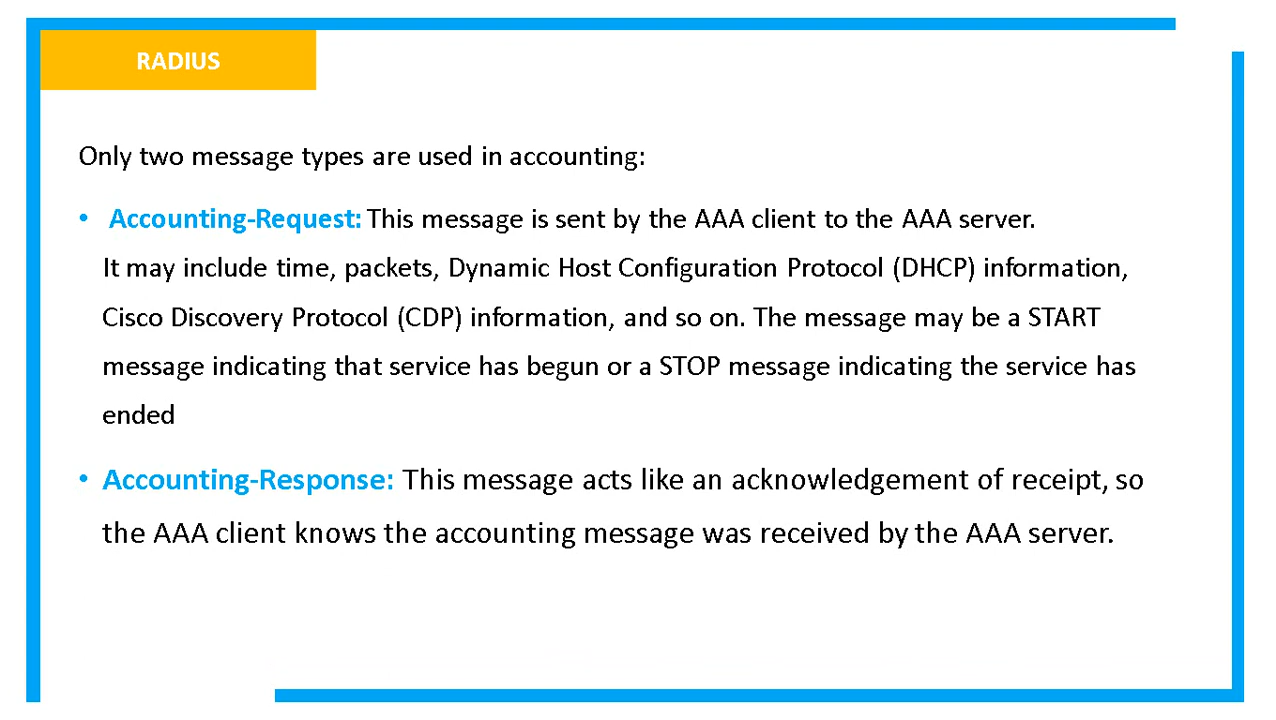 RADIUS
Only two message types are used in accounting:
• Accounting-Request: This message is sent by the AAA client to the AAA server.
It may include time, packets, Dynamic Host Configuration Protocol (DHCP) information,
Cisco Discovery Protocol (CDP) information, and so on. The message may be a START
message indicating that service has begun or a STOP message indicating the service has
ended
• Accounting-Response: This message acts like an acknowledgement of receipt, so
the AAA client knows the accounting message was received by the AAA server.